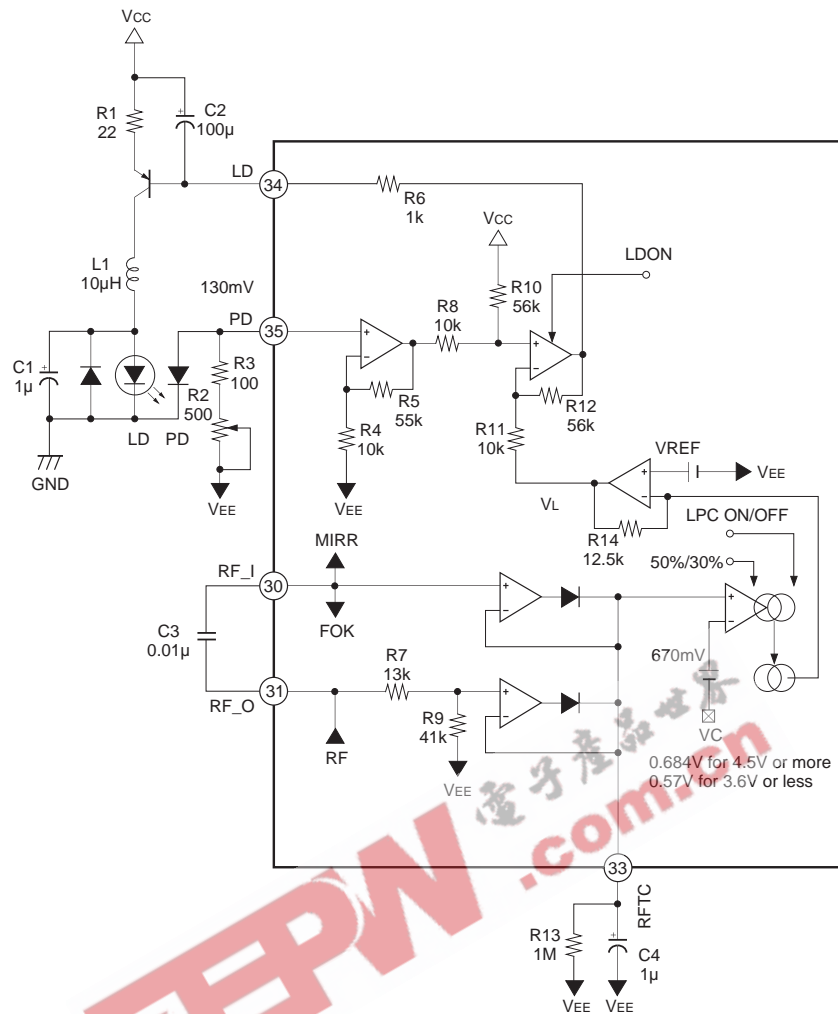 VCC
R1
22
C2
100µ
LD
34
R6
1k
VCC
LDON
L1
10µH
130mV
R10
56k
PD
35
R8
10k
C1
1µ
R3
100
R2
500
R5
55k
R12
56k
R4
10k
R11
10k
LD
PD
VREF
VEE
GND
VEE
VEE
VL
LPC ON/OFF
R14
12.5k
MIRR
50%/30%
RF_I
30
FOK
C3
0.01µ
670mV
R7
13k
31
RF_O
R9
41k
VC
RF
VEE
0.684V for 4.5V or more
0.57V for 3.6V or less
電子產品世界
.com.cn
EEPW
33
RFTC
R13
1M
C4
1µ
VEE
VEE